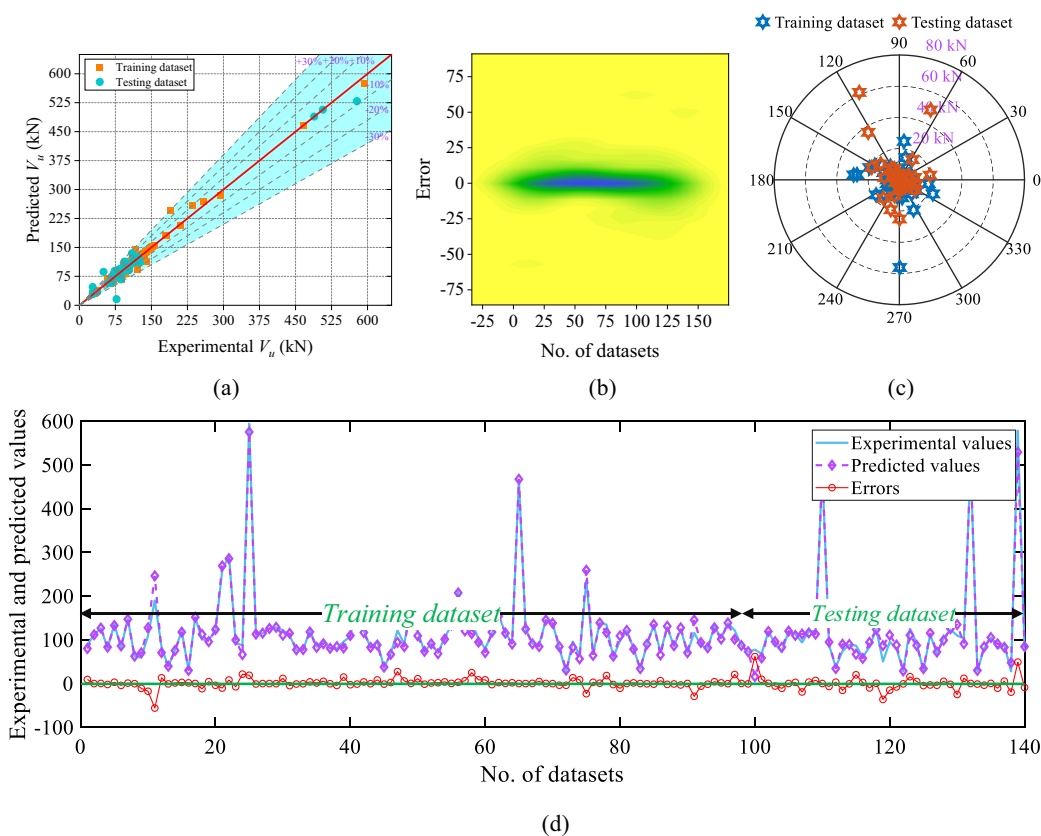 Training dataset
Testing dataset
+30%
+20%
+10%
-10%
-20%
-30%
650
600
525
450
375
300
225
150
75
0
0
75
150
225
300
375
450
525
600
Predicted Vu (kN)
Experimental Vu (kN)
(a)
75
50
25
0
-25
-50
-75
-25
0
25
50
75
100
125
150
Error
No. of datasets
(b)
Training dataset
Testing dataset
80 kN
60 kN
40 kN
20 kN
90
60
30
0
330
300
270
240
210
180
150
120
(c)
600
500
400
300
200
100
0
-100
0
20
40
60
80
100
120
140
Experimental and predicted values
No. of datasets
Experimental values
Predicted values
Errors
Training dataset
Testing dataset
(d)